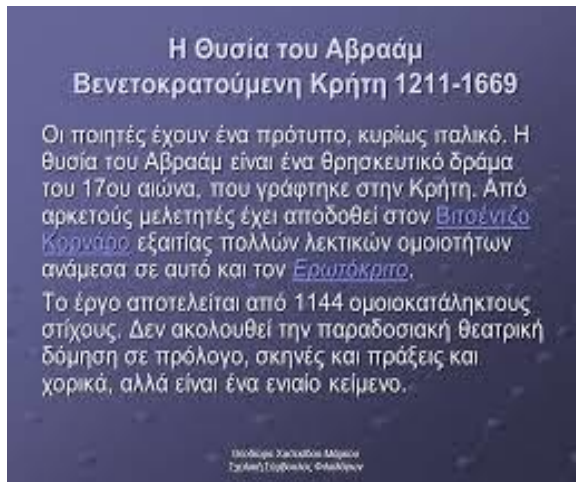 Η Θυσία του Αβραάμ
Βενετοκρατούμενη Κρήτη 1211-1669
Οι ποιητές έχουν ένα πρότυπο, κυρίως ιταλικό. Η
θυσία του Αβραάμ είναι ένα θρησκευτικό δράμα
του 17ου αιώνα, που γράφτηκε στην Κρήτη. Από
αρκετούς μελετητές έχει αποδοθεί στον Βιτσέντζο
Κορνάρο εξαιτίας πολλών λεκτικών ομοιοτήτων
ανάμεσα σε αυτό και τον Ερωτόκριτο.
Το έργο αποτελείται από 1144 ομοιοκατάληκτους
στίχους. Δεν ακολουθεί την παραδοσιακή θεατρική
δόμηση σε πρόλογο, σκηνές και πράξεις και
χορικά, αλλά είναι ένα ενιαίο κείμενο.
Σχολική Σύμβουλος Φιλολόγων